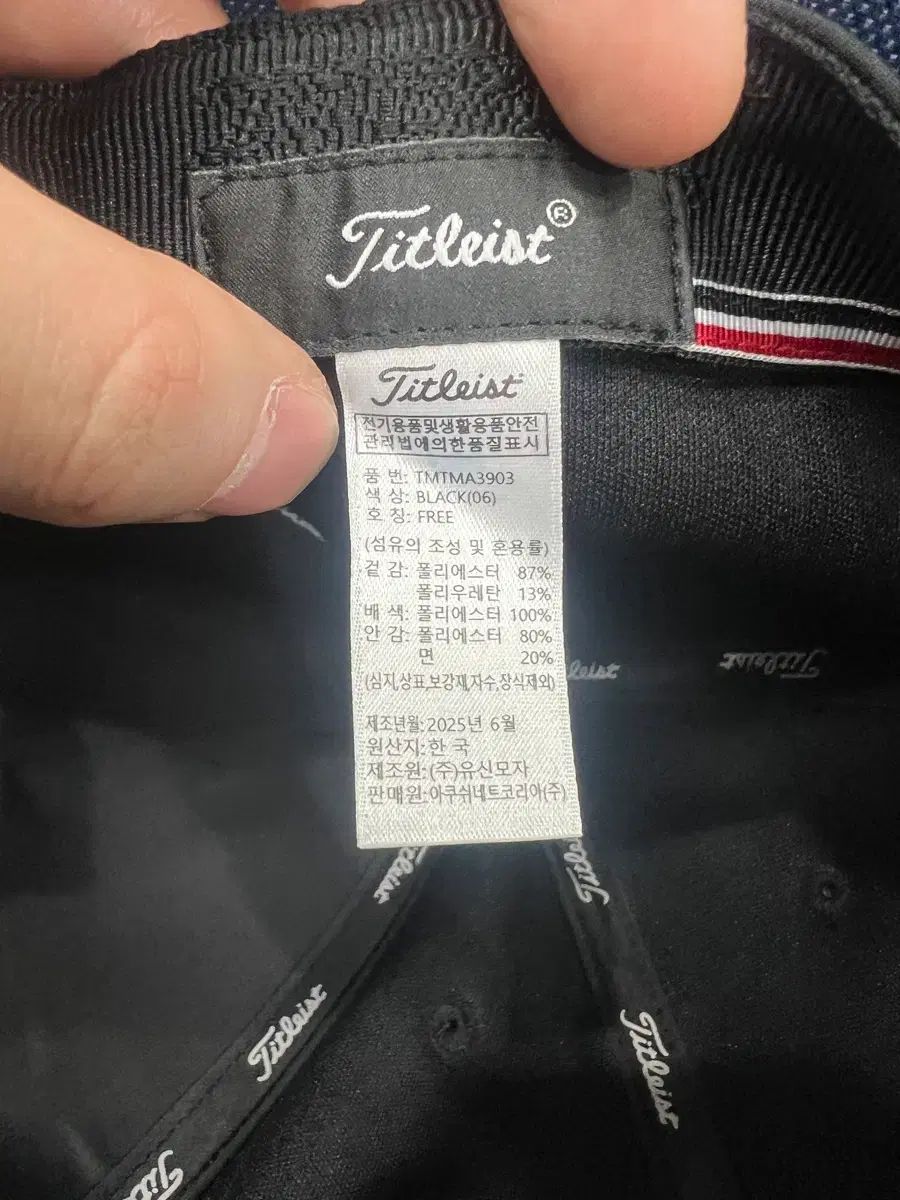 Titleist®
Titleist
전기용품및생활용품안전
관리법에의한품질표시
품 번: TMTMA3903
색 상: BLACK(06)
호 칭: FREE
(섬유의 조성 및 혼용률)
겉 감: 폴리에스터 87%
폴리우레탄 13%
배 색: 폴리에스터 100%
안 감: 폴리에스터 80%
면 20%
(심지,상표,보강재,자수,장식제외)
제조년월: 2025년 6월
원산지: 한 국
제조원: (주)유신모자
판매원: 아쿠쉬네트코리아(주)
leist
Titleist
Titleist
Titleist
Titleist
Titleist
Titl